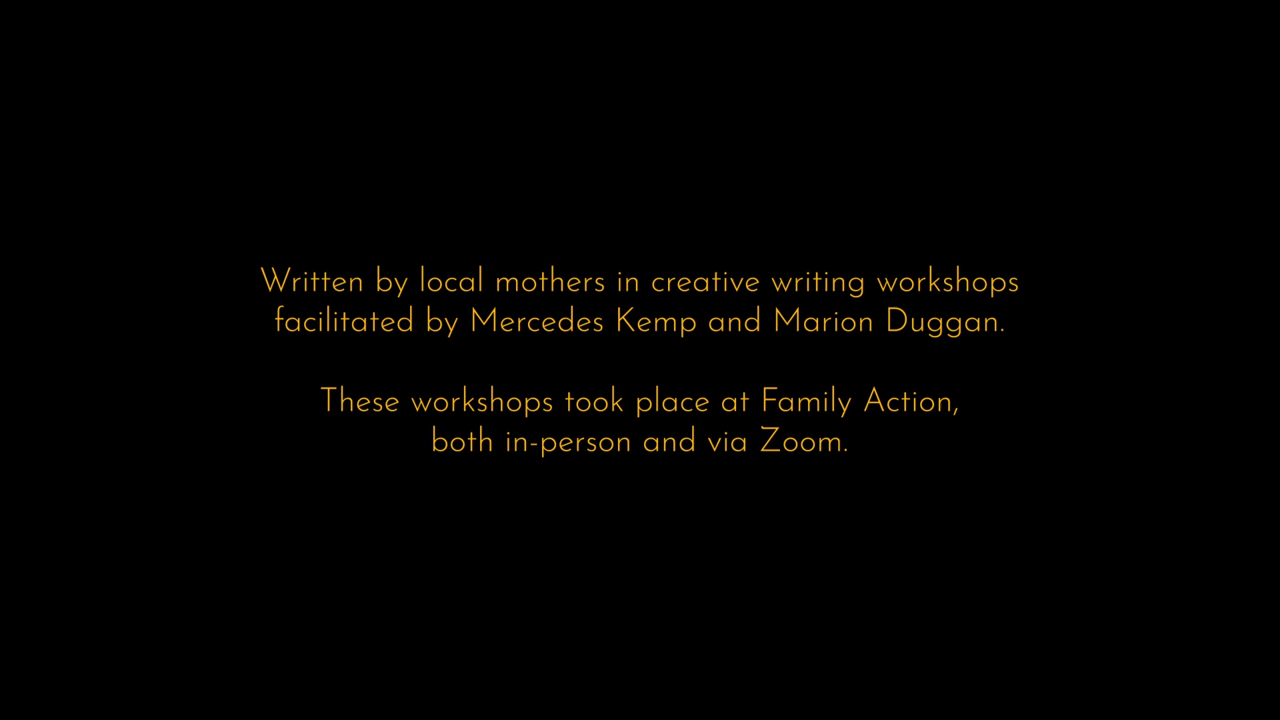 Written by local mothers in creative writing workshops
facilitated by Mercedes Kemp and Marion Duggan.
These workshops took place at Family Action,
both in-person and via Zoom.